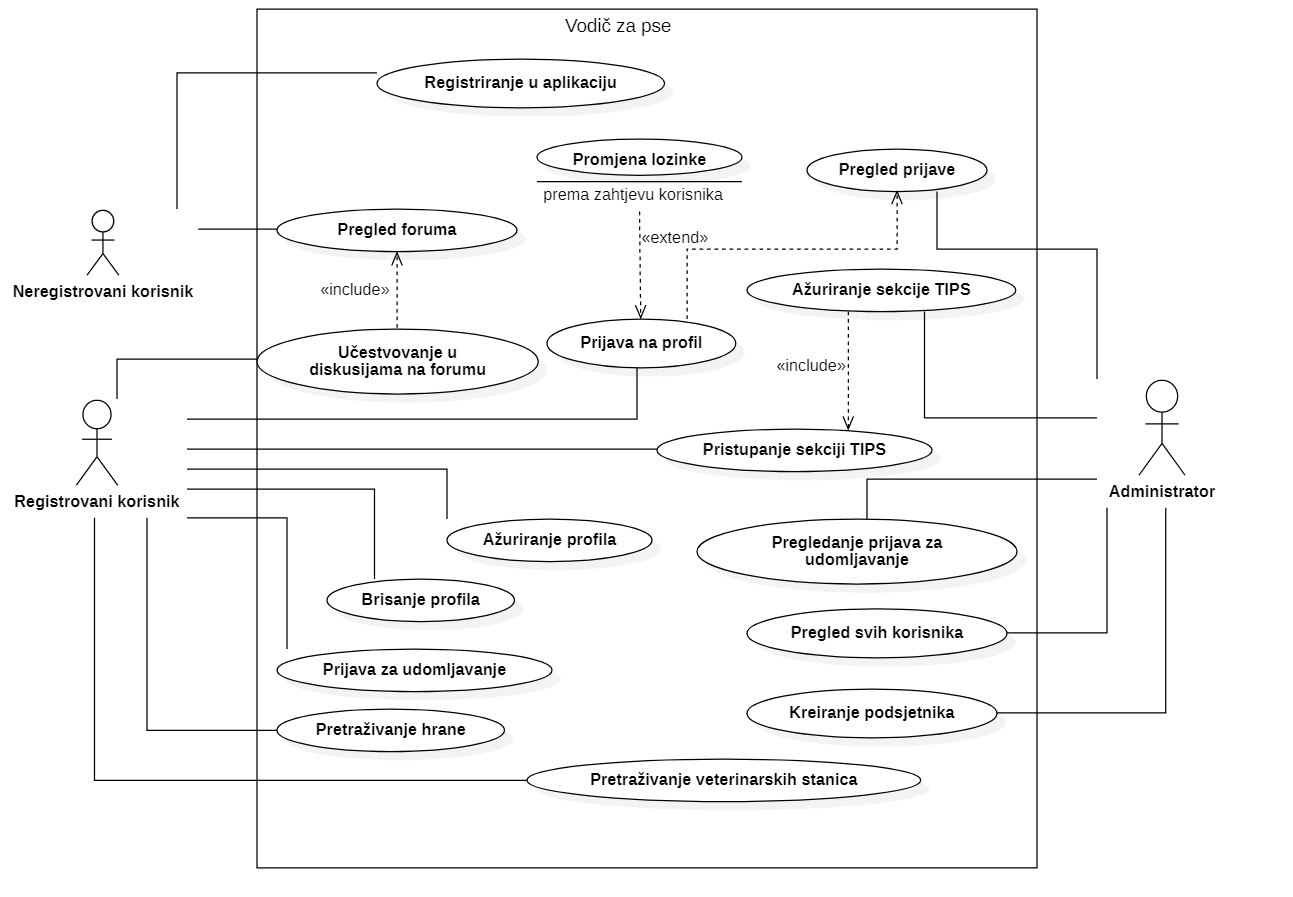 Vodič za pse
Registriranje u aplikaciju
Promjena lozinke
prema zahtjevu korisnika
Pregled prijave
Pregled foruma
«extend»
Neregistrovani korisnik
«include»
Ažuriranje sekcije TIPS
Prijava na profil
Učestvovanje u
diskusijama na forumu
«include»
Pristupanje sekciji TIPS
Registrovani korisnik
Administrator
Ažuriranje profila
Pregledanje prijava za
udomljavanje
Brisanje profila
Pregled svih korisnika
Prijava za udomljavanje
Kreiranje podsjetnika
Pretraživanje hrane
Pretraživanje veterinarskih stanica